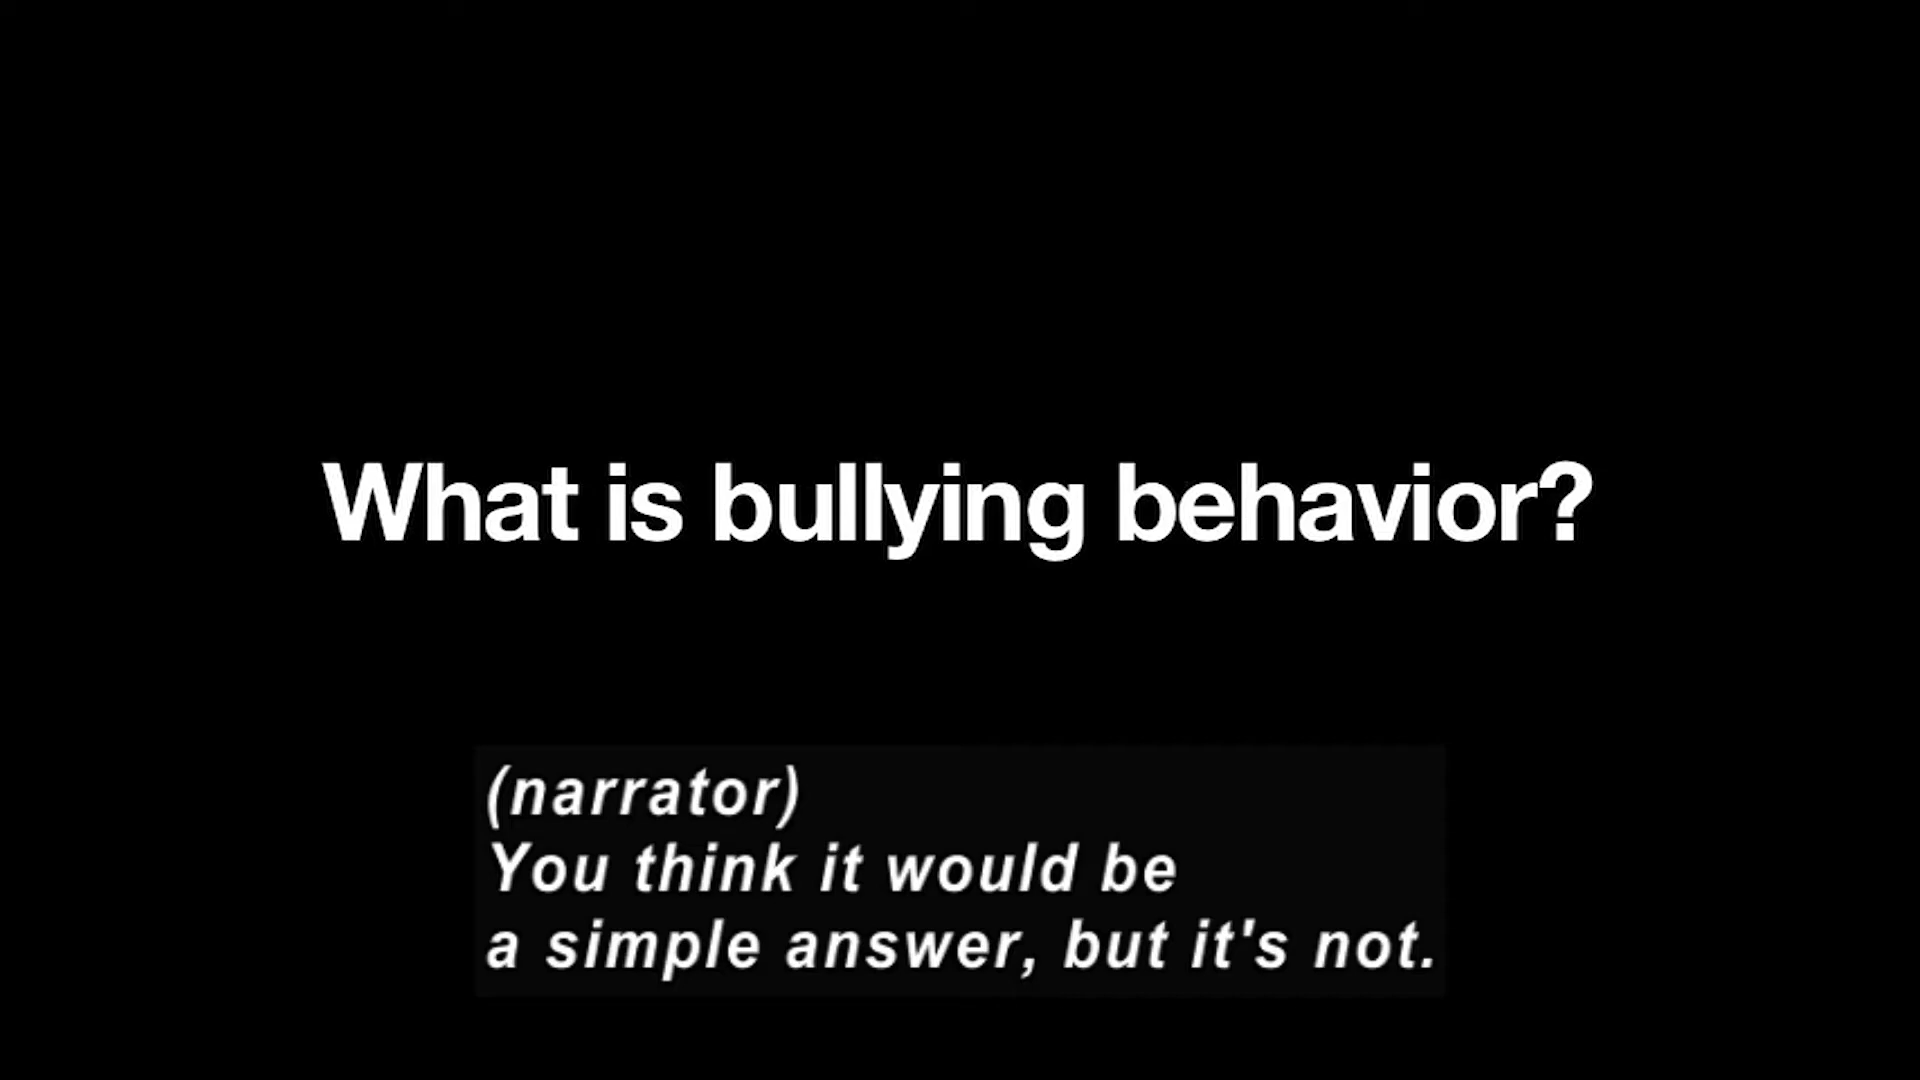 What is bullying behavior?
(narrator)
You think it would be
a simple answer, but it's not.